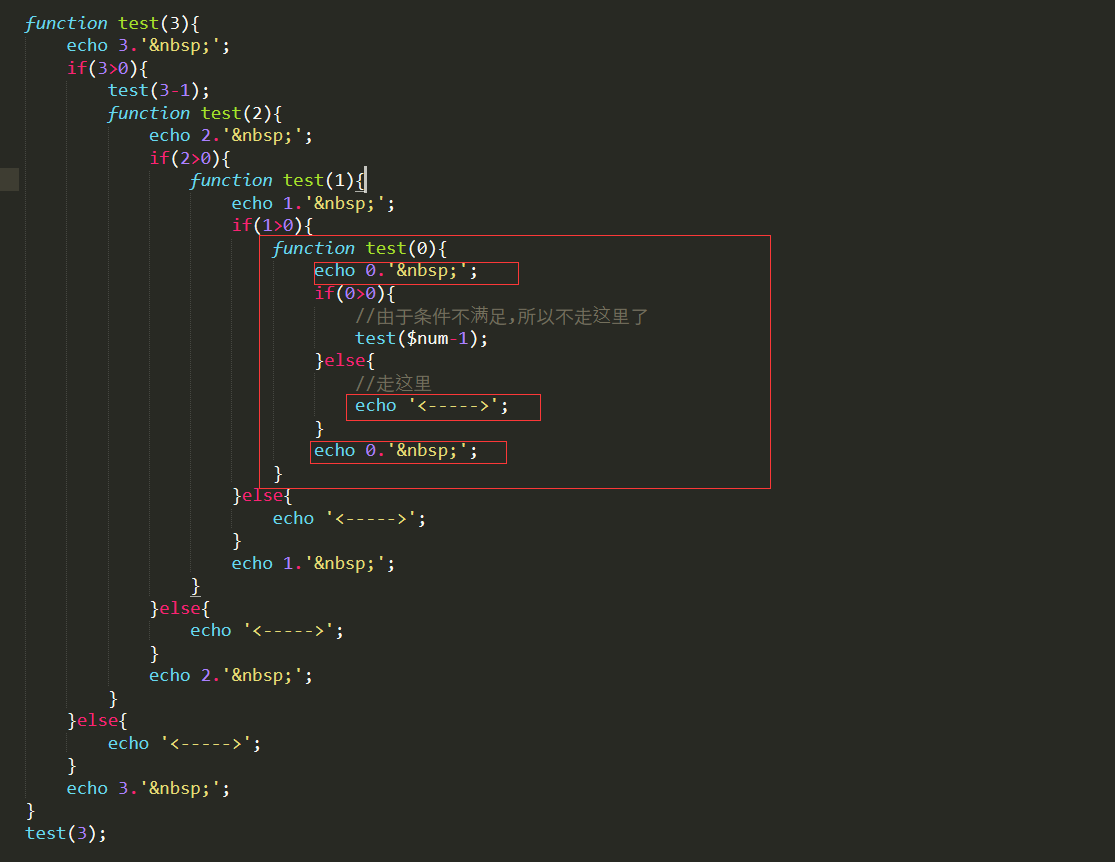 function test(3){
echo 3.'&nbsp;';
if(3>0){
test(3-1);
function test(2){
echo 2.'&nbsp;';
if(2>0){
function test(1){
echo 1.'&nbsp;';
if(1>0){
function test(0){
echo 0.'&nbsp;';
if(0>0){
//由于条件不满足,所以不走这里了
test($num-1);
}else{
//走这里
echo '<----->';
}
echo 0.'&nbsp;';
}
}else{
echo '<----->';
}
echo 1.'&nbsp;';
}
}else{
echo '<----->';
}
echo 2.'&nbsp;';
}
}else{
echo '<----->';
}
echo 3.'&nbsp;';
}
test(3);